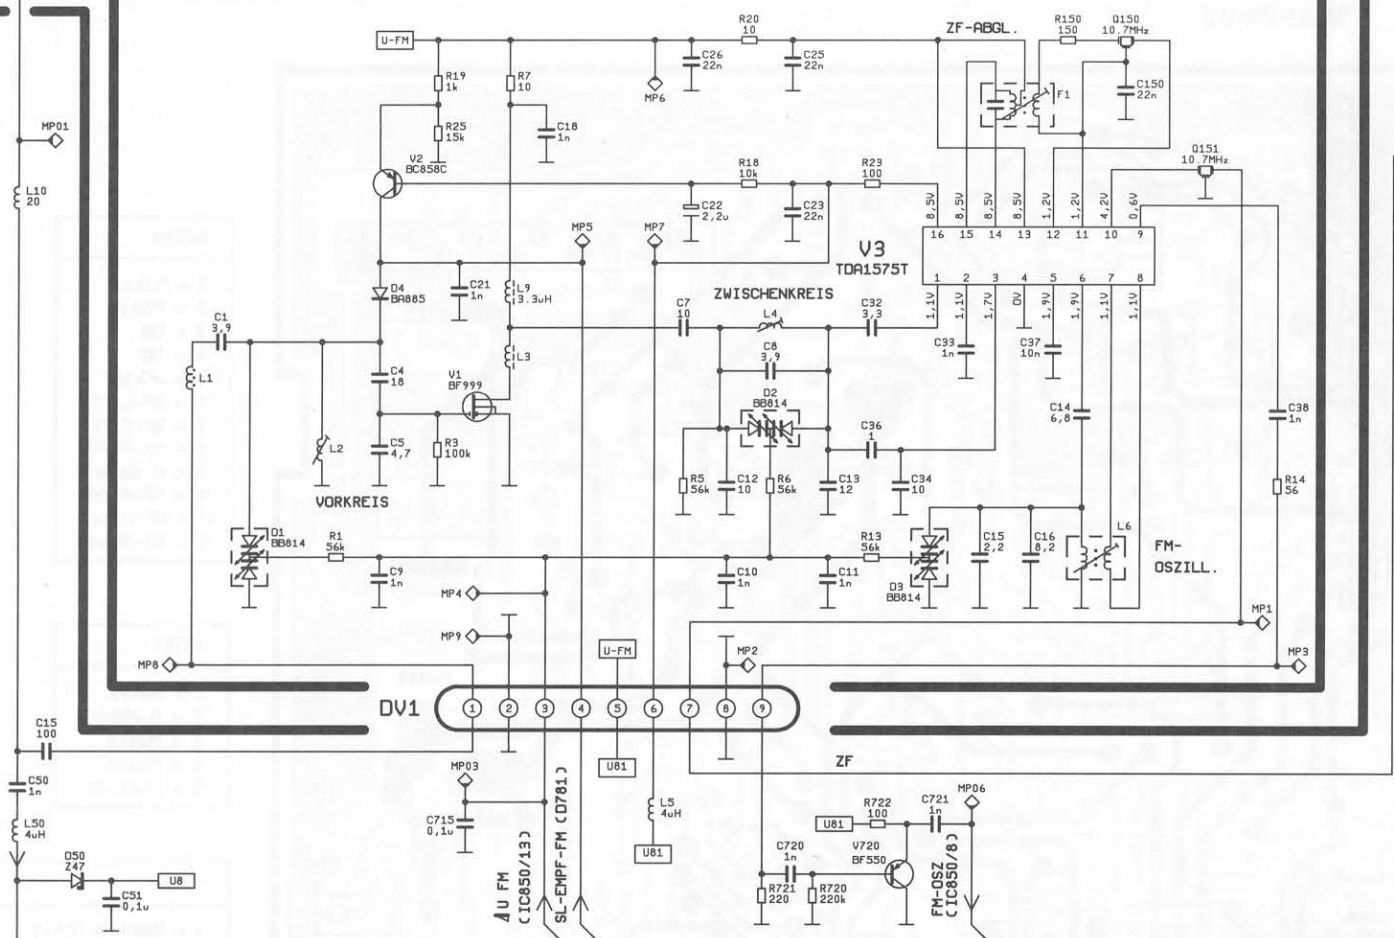 R20
10
ZF-ABGL.
R150
150
Q150
10.7MHz
U-FM
C26
22n
C25
22n
MP6
R19
1k
R7
10
F1
C150
22n
MP01
R25
15k
C18
1n
V2
BC858C
R18
10k
R23
100
Q151
10.7MHz
L10
20
C22
2,2u
C23
22n
8,5V
8,5V
8,5V
8,5V
1,2V
1,2V
4,2V
0,6V
16
15
14
13
12
11
10
9
MP5
MP7
V3
TDA1575T
1
2
3
4
5
6
7
8
1,1V
1,1V
1,7V
0V
1,9V
1,9V
1,1V
1,1V
D4
BA885
C21
1n
L9
3.3uH
ZWISCHENKREIS
C7
10
L4
C32
3,3
C1
3,9
C33
1n
C37
10n
L1
L3
C8
3,9
C4
18
V1
BF999
D2
BB814
C14
6,8
C38
1n
L2
C5
4,7
R3
100k
C36
1
R5
56k
C12
10
R6
56k
C13
12
C34
10
R14
56
VORKREIS
D1
BB814
R1
56k
R13
56k
C15
2,2
C16
8,2
L6
FM-
OSZILL.
C9
1n
C10
1n
C11
1n
D3
BB814
MP4
MP9
U-FM
MP1
MP8
MP2
MP3
DV1
1
2
3
4
5
6
7
8
9
C15
100
ZF
C50
1n
MP03
U81
L50
4uH
C715
0,1u
L5
4uH
U81
U81
R722
100
C721
1n
MP06
D50
Z47
C51
0,1u
U8
ΔU FM
(IC850/13)
SL-EMPF-FM (D781)
C720
1n
V720
BF550
R721
220
R720
220k
FM-OSZ
(IC850/8)